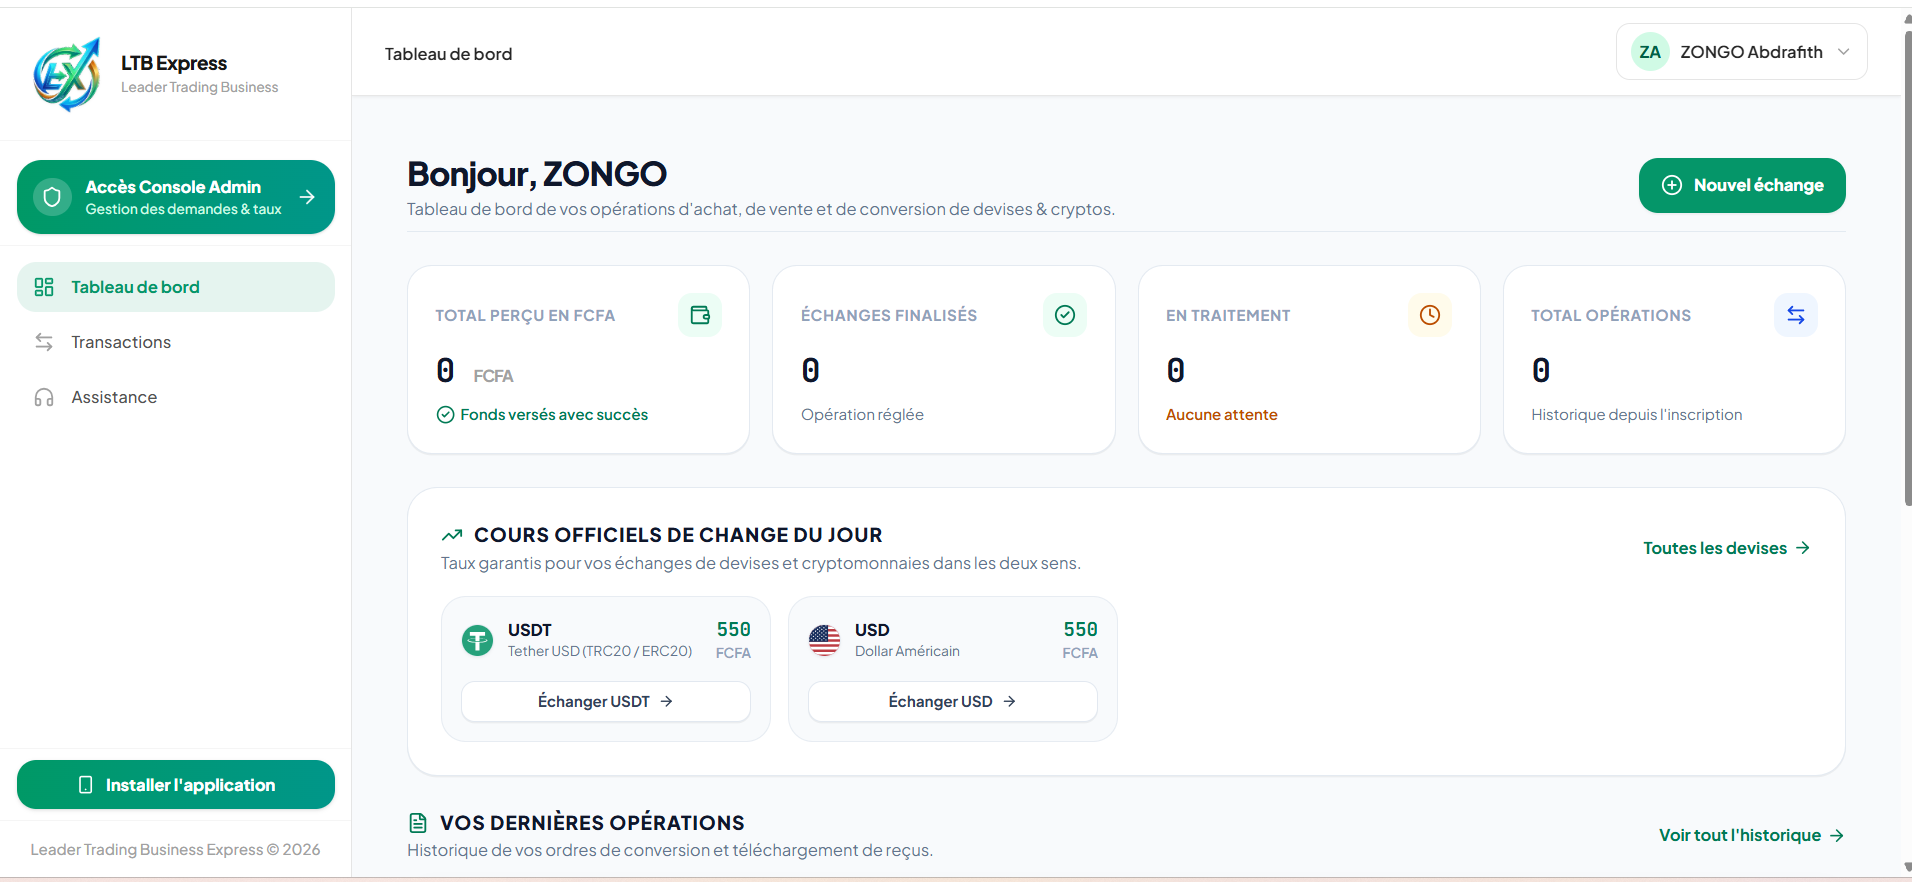 LTB Express
Leader Trading Business
Accès Console Admin
Gestion des demandes & taux
Tableau de bord
Transactions
Assistance
Installer l'application
Leader Trading Business Express © 2026
Tableau de bord
ZA ZONGO Abdrafith
Bonjour, ZONGO
Tableau de bord de vos opérations d'achat, de vente et de conversion de devises & cryptos.
Nouvel échange
TOTAL PERÇU EN FCFA
0 FCFA
Fonds versés avec succès
ÉCHANGES FINALISÉS
0
Opération réglée
EN TRAITEMENT
0
Aucune attente
TOTAL OPÉRATIONS
0
Historique depuis l'inscription
COURS OFFICIELS DE CHANGE DU JOUR
Taux garantis pour vos échanges de devises et cryptomonnaies dans les deux sens.
Toutes les devises
USDT 550
Tether USD (TRC20 / ERC20) FCFA
Échanger USDT
USD 550
Dollar Américain FCFA
Échanger USD
VOS DERNIÈRES OPÉRATIONS
Historique de vos ordres de conversion et téléchargement de reçus.
Voir tout l'historique